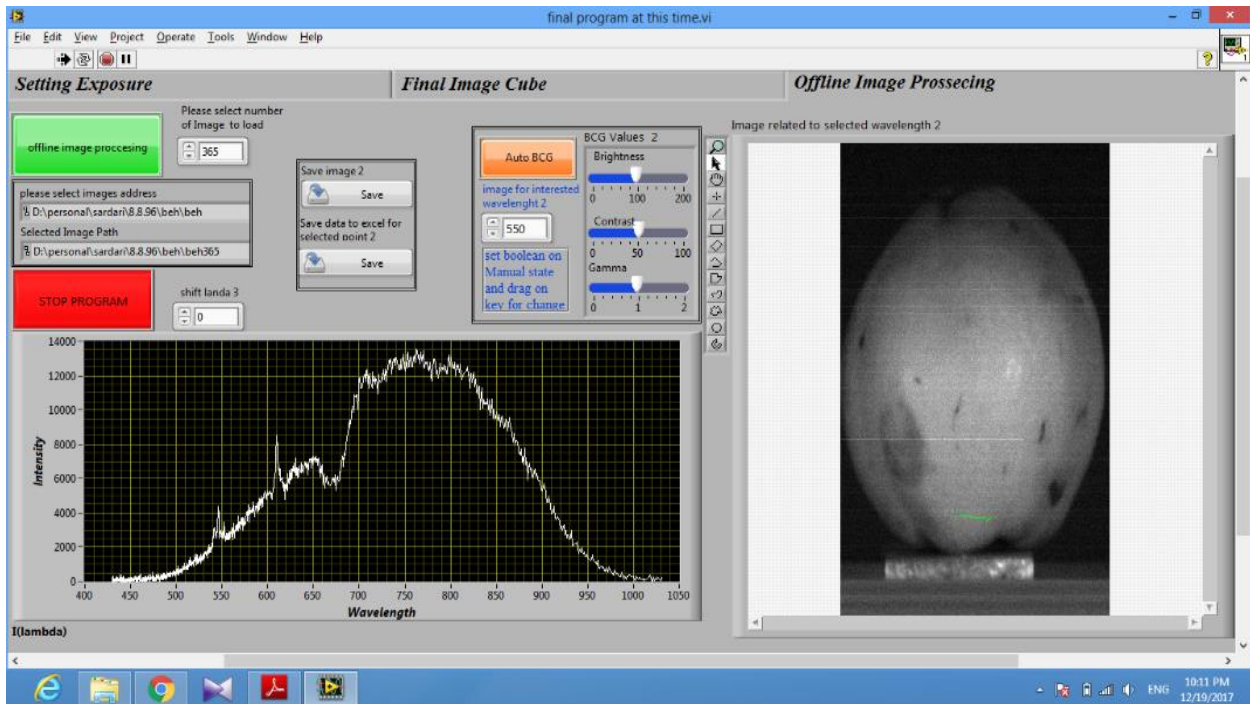 final program at this time.vi
File Edit View Project Operate Tools Window Help
Setting Exposure
Final Image Cube
Offline Image Prossecing
offline image proccesing
Please select number
of Image to load
365
please select images address
D:\personal\sardari\8.8.96\beh\beh
Selected Image Path
D:\personal\sardari\8.8.96\beh\beh365
STOP PROGRAM
shift landa 3
0
Save image 2
Save
Save data to excel for
selected point 2
Save
Auto BCG
image for interested
wavelenght 2
550
set boolean on
Manual state
and drag on
key for change
BCG Values 2
Brightness
0 100 200
Contrast
0 50 100
Gamma
0 1 2
Image related to selected wavelength 2
14000
12000
10000
8000
6000
4000
2000
0
Intensity
400 450 500 550 600 650 700 750 800 850 900 950 1000 1050
Wavelength
I(lambda)
ENG
10:11 PM
12/19/2017